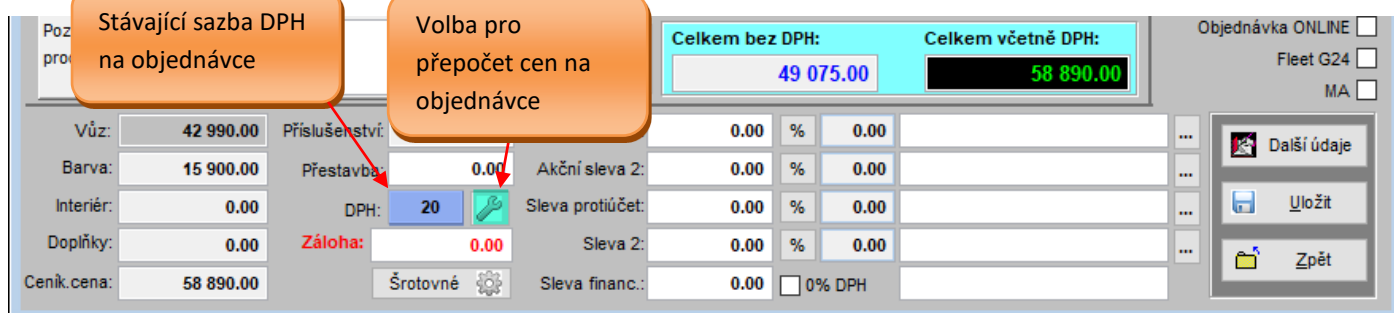 Stávající sazba DPH
na objednávce
Volba pro
přepočet cen na
objednávce
Celkem bez DPH:
49 075.00
Celkem včetně DPH:
58 890.00
Objednávka ONLINE
Fleet G24
MA
Vůz: 42 990.00 Příslušenství: 0.00 % 0.00 ...
Barva: 15 900.00 Přestavba: 0.00 Akční sleva 2: 0.00 % 0.00 ...
Interiér: 0.00 DPH: 20 Sleva protiúčet: 0.00 % 0.00 ...
Doplňky: 0.00 Záloha: 0.00 Sleva 2: 0.00 % 0.00 ...
Ceník.cena: 58 890.00 Šrotovné Sleva financ.: 0.00 0% DPH
Další údaje
Uložit
Zpět